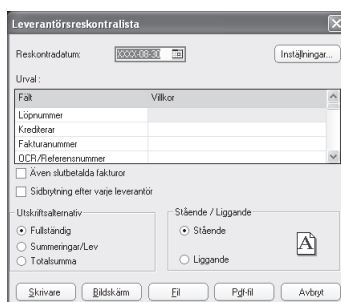 Leverantörsreskontralista
Reskontradatum: XXXX-08-30 Inställningar...
Urval:
Fält Villkor
Löpnummer
Krediterar
Fakturanummer
OCR/Referensnummer
Även slutbetalda fakturor
Sidbrytning efter varje leverantör
Utskriftsalternativ
Fullständig
Summeringar/Lev
Totalsumma
Stående / Liggande
Stående
Liggande
A
Skrivare Bildskärm Fil Pdf-fil Avbryt